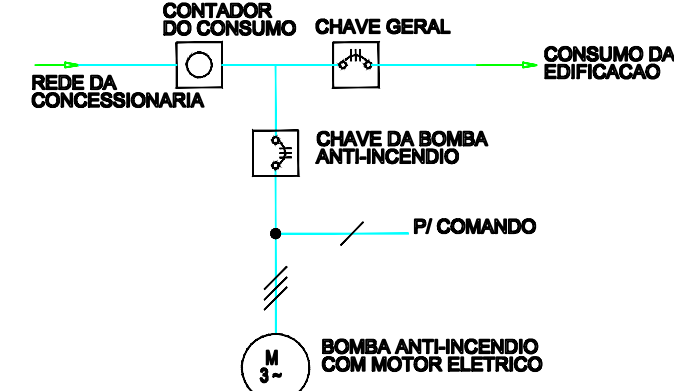 CONTADOR
DO CONSUMO
CHAVE GERAL
CONSUMO DA
EDIFICACAO
REDE DA
CONCESSIONARIA
CHAVE DA BOMBA
ANTI-INCENDIO
P/ COMANDO
BOMBA ANTI-INCENDIO
COM MOTOR ELETRICO
M
3~